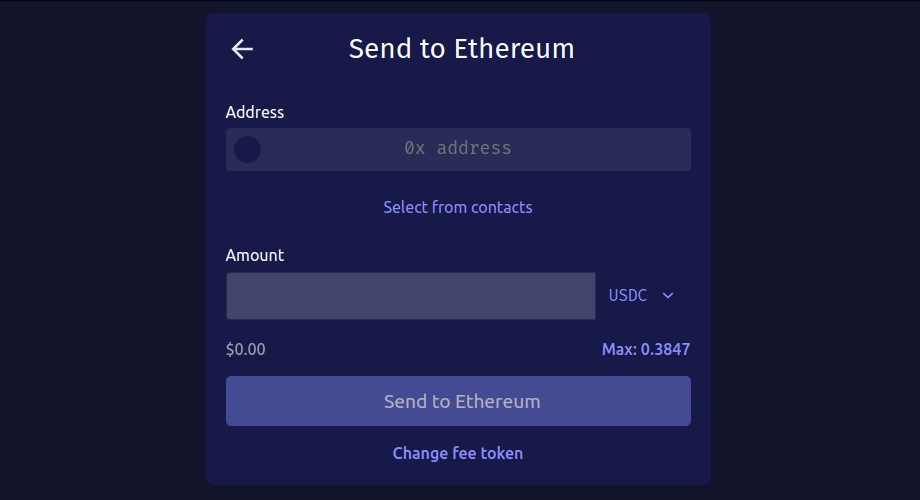 Send to Ethereum
Address
0x address
Select from contacts
Amount
USDC
$0.00 Max: 0.3847
Send to Ethereum
Change fee token